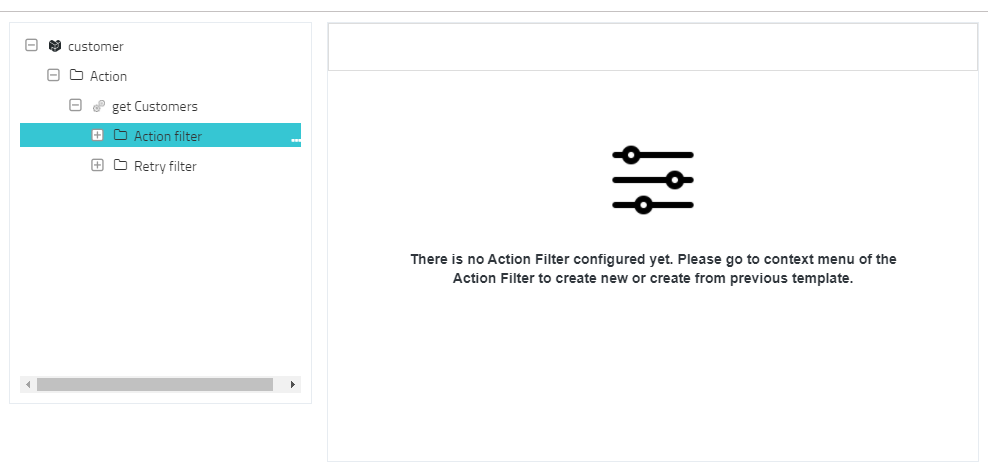 customer
Action
get Customers
Action filter
Retry filter
There is no Action Filter configured yet. Please go to context menu of the
Action Filter to create new or create from previous template.